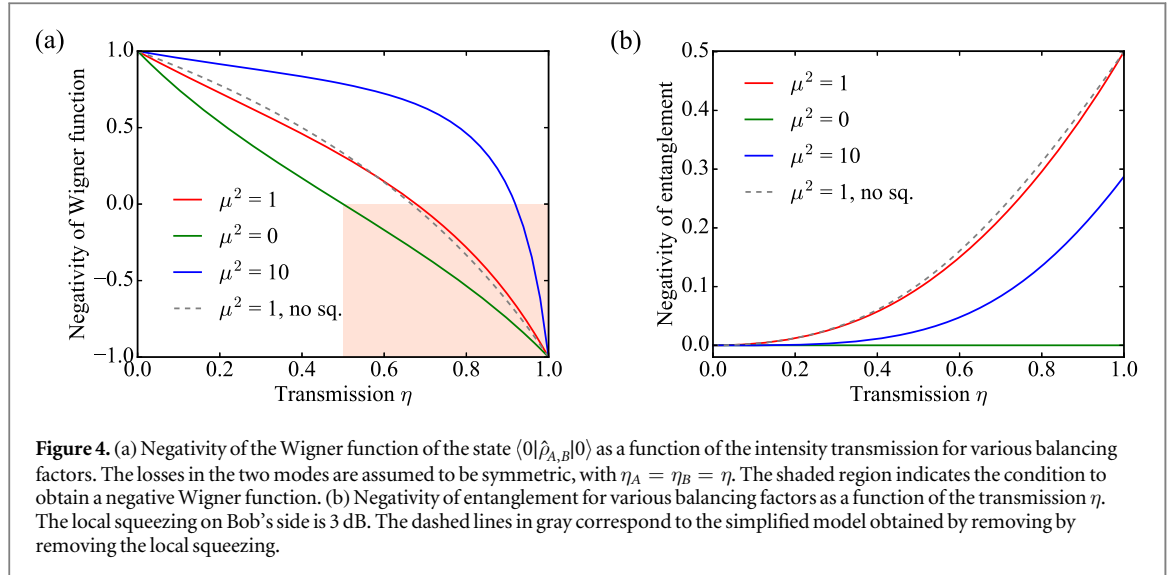 (a)
1.0
0.5
0.0
−0.5
−1.0
Negativity of Wigner function
μ² = 1
μ² = 0
μ² = 10
μ² = 1, no sq.
0.0 0.2 0.4 0.6 0.8 1.0
Transmission η
(b)
0.5
0.4
0.3
0.2
0.1
0.0
Negativity of entanglement
μ² = 1
μ² = 0
μ² = 10
μ² = 1, no sq.
0.0 0.2 0.4 0.6 0.8 1.0
Transmission η
Figure 4. (a) Negativity of the Wigner function of the state ⟨0|ρ̂_{A,B}|0⟩ as a function of the intensity transmission for various balancing
factors. The losses in the two modes are assumed to be symmetric, with η_A = η_B = η. The shaded region indicates the condition to
obtain a negative Wigner function. (b) Negativity of entanglement for various balancing factors as a function of the transmission η.
The local squeezing on Bob's side is 3 dB. The dashed lines in gray correspond to the simplified model obtained by removing by
removing the local squeezing.